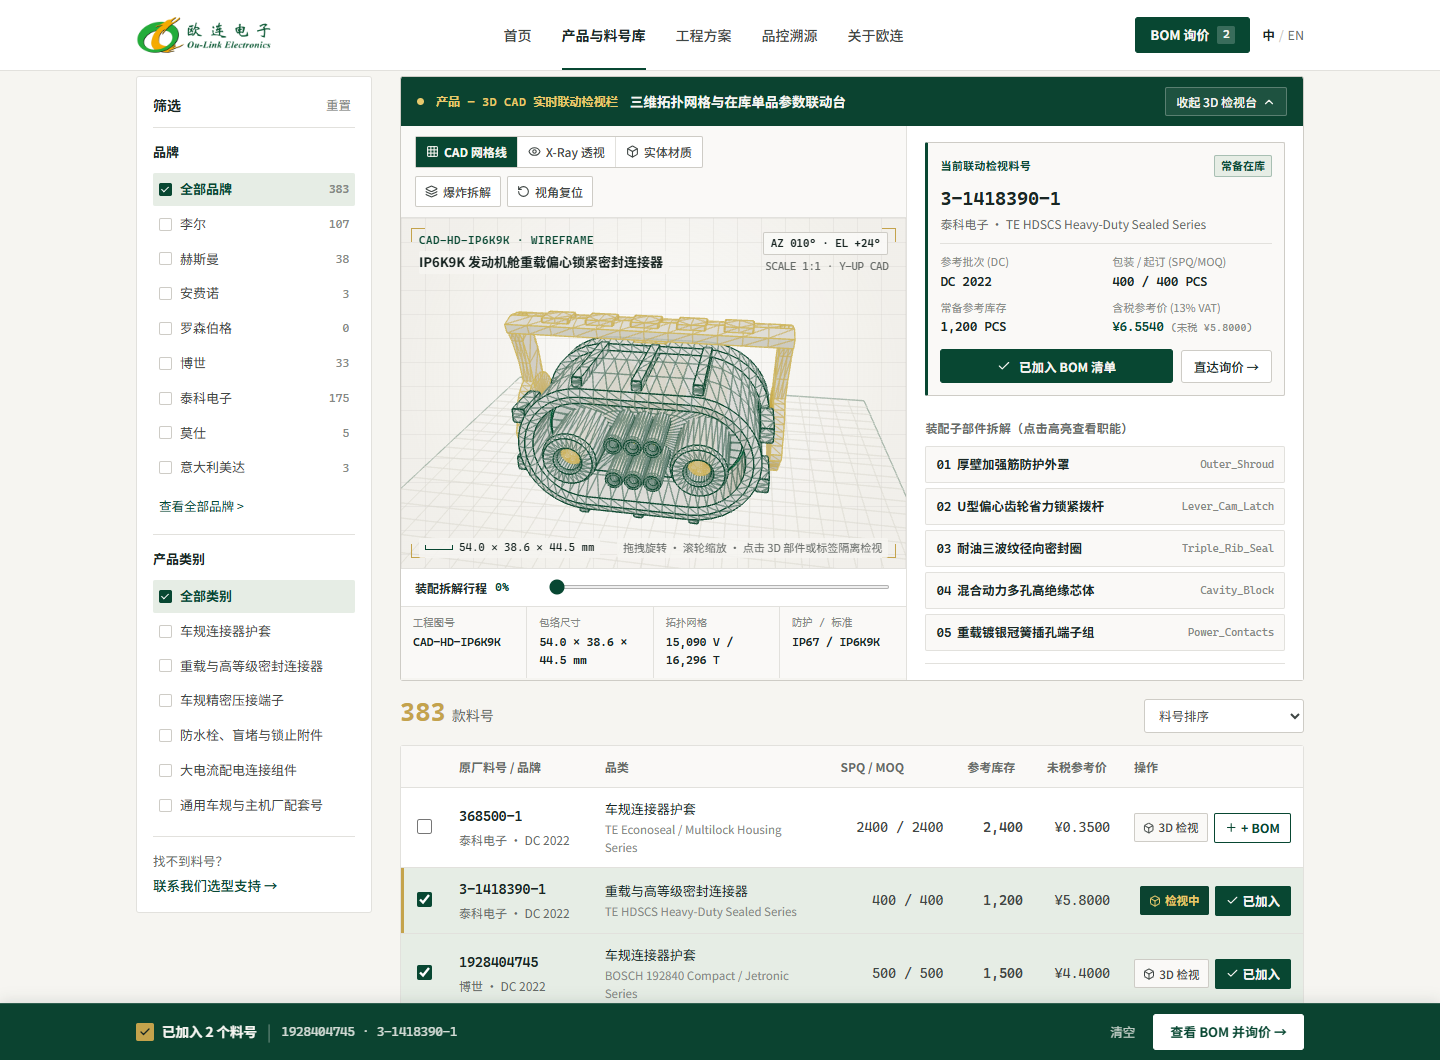 欧连电子
Ou-Link Electronics
首页
产品与料号库
工程方案
品控溯源
关于欧连
BOM 询价 2
中 / EN
筛选
重置
品牌
全部品牌 383
李尔 107
赫斯曼 38
安费诺 3
罗森伯格 0
博世 33
泰科电子 175
莫仕 5
意大利美达 3
查看全部品牌 >
产品类别
全部类别
车规连接器护套
重载与高等级密封连接器
车规精密压接端子
防水栓、盲堵与锁止附件
大电流配电连接组件
通用车规与主机厂配套号
找不到料号?
联系我们选型支持 →
产品 — 3D CAD 实时联动检视栏 三维拓扑网格与在库单品参数联动台
收起 3D 检视台
CAD 网格线
X-Ray 透视
实体材质
爆炸拆解
视角复位
CAD-HD-IP6K9K · WIREFRAME
IP6K9K 发动机舱重载偏心锁紧密封连接器
AZ 010° · EL +24°
SCALE 1:1 · Y-UP CAD
54.0 × 38.6 × 44.5 mm
拖拽旋转 · 滚轮缩放 · 点击 3D 部件或标签隔离检视
装配拆解行程 0%
工程图号
CAD-HD-IP6K9K
包络尺寸
54.0 × 38.6 ×
44.5 mm
拓扑网格
15,090 V /
16,296 T
防护 / 标准
IP67 / IP6K9K
当前联动检视料号
常备在库
3-1418390-1
泰科电子 · TE HDSCS Heavy-Duty Sealed Series
参考批次 (DC)
DC 2022
包装 / 起订 (SPQ/MOQ)
400 / 400 PCS
常备参考库存
1,200 PCS
含税参考价 (13% VAT)
¥6.5540 (未税 ¥5.8000)
已加入 BOM 清单
直达询价 →
装配子部件拆解（点击高亮查看职能）
01 厚壁加强筋防护外罩 Outer_Shroud
02 U型偏心齿轮省力锁紧拨杆 Lever_Cam_Latch
03 耐油三波纹径向密封圈 Triple_Rib_Seal
04 混合动力多孔高绝缘芯体 Cavity_Block
05 重载镀银冠簧插孔端子组 Power_Contacts
383 款料号
料号排序
原厂料号 / 品牌
品类
SPQ / MOQ
参考库存
未税参考价
操作
368500-1
泰科电子 · DC 2022
车规连接器护套
TE Econoseal / Multilock Housing
Series
2400 / 2400
2,400
¥0.3500
3D 检视
+ + BOM
3-1418390-1
泰科电子 · DC 2022
重载与高等级密封连接器
TE HDSCS Heavy-Duty Sealed Series
400 / 400
1,200
¥5.8000
检视中
已加入
1928404745
博世 · DC 2022
车规连接器护套
BOSCH 192840 Compact / Jetronic
Series
500 / 500
1,500
¥4.4000
3D 检视
已加入
已加入 2 个料号
1928404745 · 3-1418390-1
清空
查看 BOM 并询价 →